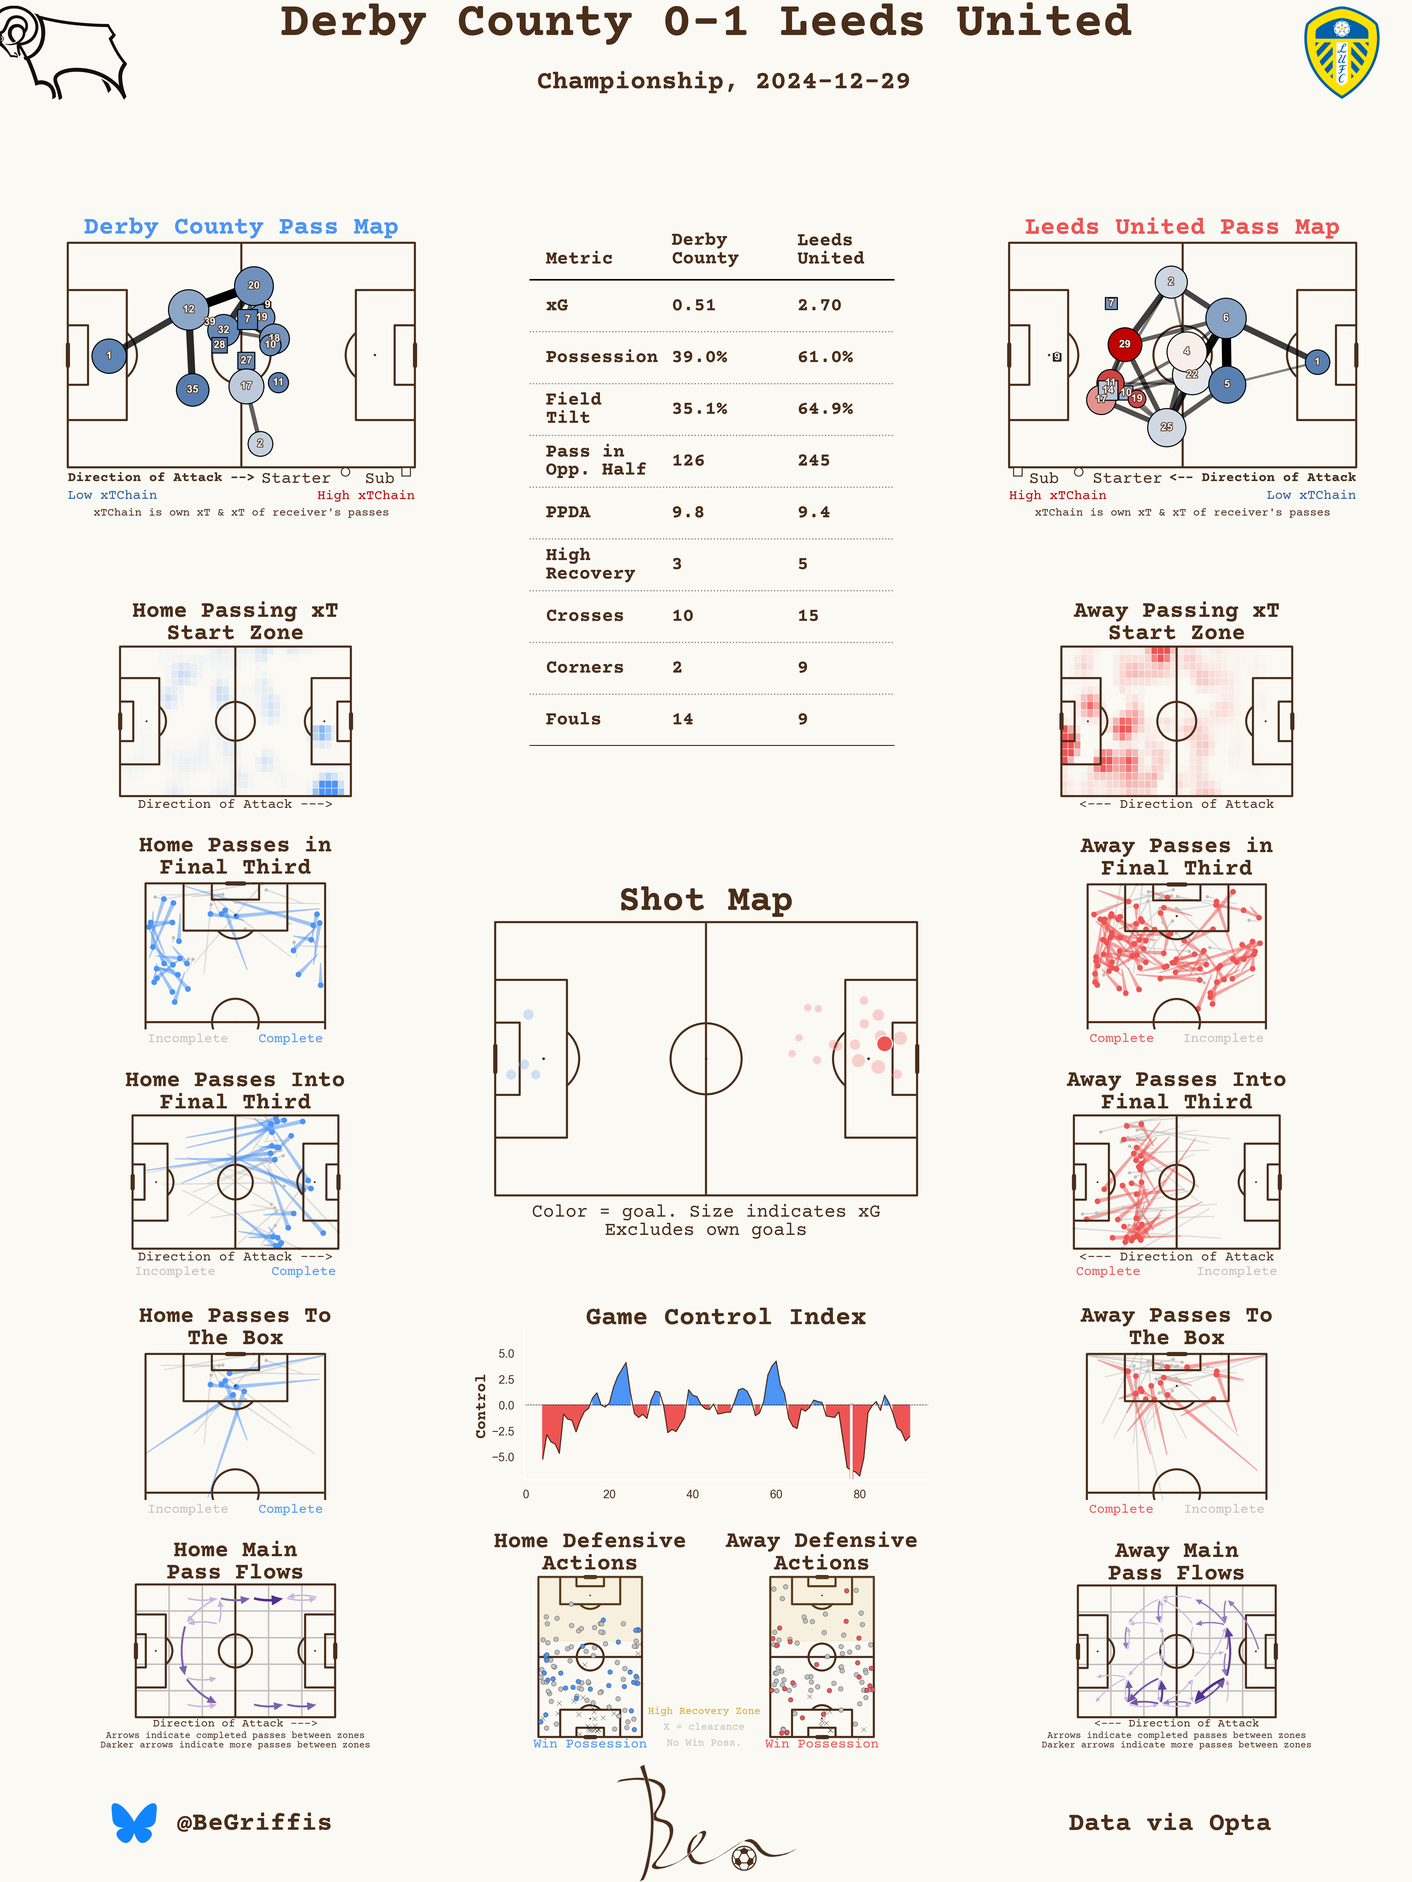 Derby County 0-1 Leeds United
Championship, 2024-12-29
LUFC
Derby County Pass Map
20
9
12
39
7
19
32
18
28
10
1
27
35
17
11
2
Direction of Attack --> Starter Sub
Low xTChain High xTChain
xTChain is own xT & xT of receiver's passes
Metric Derby County Leeds United
xG 0.51 2.70
Possession 39.0% 61.0%
Field Tilt 35.1% 64.9%
Pass in Opp. Half 126 245
PPDA 9.8 9.4
High Recovery 3 5
Crosses 10 15
Corners 2 9
Fouls 14 9
Leeds United Pass Map
2
7
6
29
4
9
1
22
11
5
14
10
17
19
25
Sub Starter <-- Direction of Attack
High xTChain Low xTChain
xTChain is own xT & xT of receiver's passes
Home Passing xT
Start Zone
Direction of Attack --->
Away Passing xT
Start Zone
<--- Direction of Attack
Home Passes in
Final Third
Incomplete Complete
Away Passes in
Final Third
Complete Incomplete
Shot Map
Color = goal. Size indicates xG
Excludes own goals
Home Passes Into
Final Third
Direction of Attack --->
Incomplete Complete
Away Passes Into
Final Third
<--- Direction of Attack
Complete Incomplete
Home Passes To
The Box
Incomplete Complete
Game Control Index
Control
5.0
2.5
0.0
−2.5
−5.0
0 20 40 60 80
Away Passes To
The Box
Complete Incomplete
Home Main
Pass Flows
Direction of Attack --->
Arrows indicate completed passes between zones
Darker arrows indicate more passes between zones
Home Defensive
Actions
Win Possession
High Recovery Zone
X = clearance
No Win Poss.
Away Defensive
Actions
Win Possession
Away Main
Pass Flows
<--- Direction of Attack
Arrows indicate completed passes between zones
Darker arrows indicate more passes between zones
@BeGriffis
Ben
Data via Opta